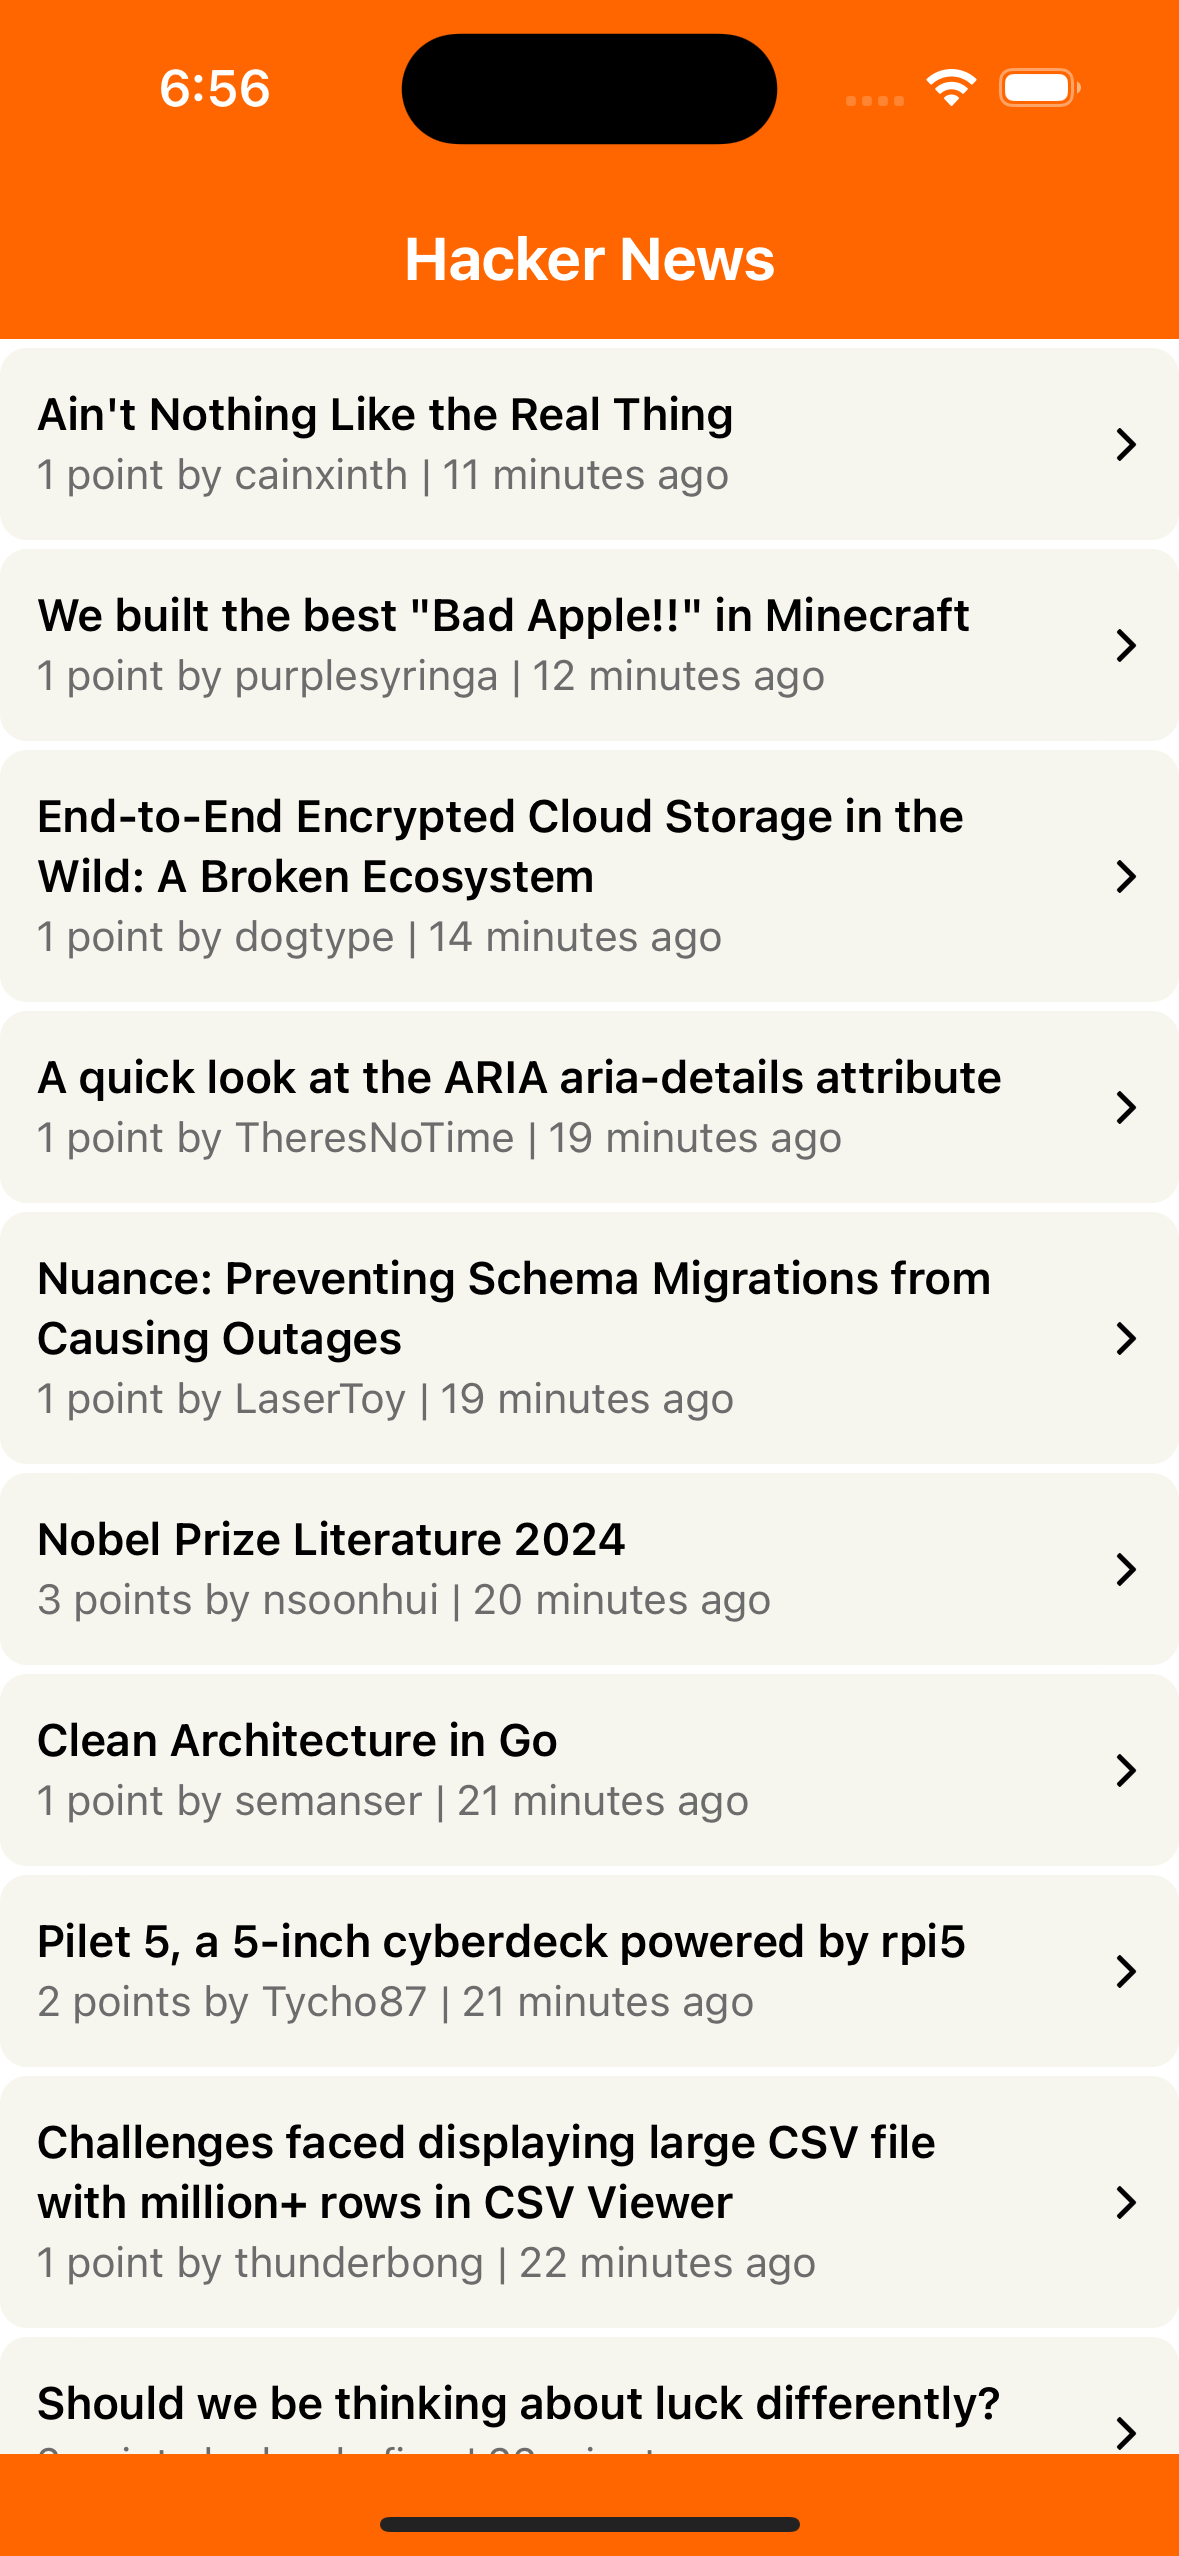 6:56
Hacker News
Ain't Nothing Like the Real Thing
1 point by cainxinth | 11 minutes ago
We built the best "Bad Apple!!" in Minecraft
1 point by purplesyringa | 12 minutes ago
End-to-End Encrypted Cloud Storage in the
Wild: A Broken Ecosystem
1 point by dogtype | 14 minutes ago
A quick look at the ARIA aria-details attribute
1 point by TheresNoTime | 19 minutes ago
Nuance: Preventing Schema Migrations from
Causing Outages
1 point by LaserToy | 19 minutes ago
Nobel Prize Literature 2024
3 points by nsoonhui | 20 minutes ago
Clean Architecture in Go
1 point by semanser | 21 minutes ago
Pilet 5, a 5-inch cyberdeck powered by rpi5
2 points by Tycho87 | 21 minutes ago
Challenges faced displaying large CSV file
with million+ rows in CSV Viewer
1 point by thunderbong | 22 minutes ago
Should we be thinking about luck differently?